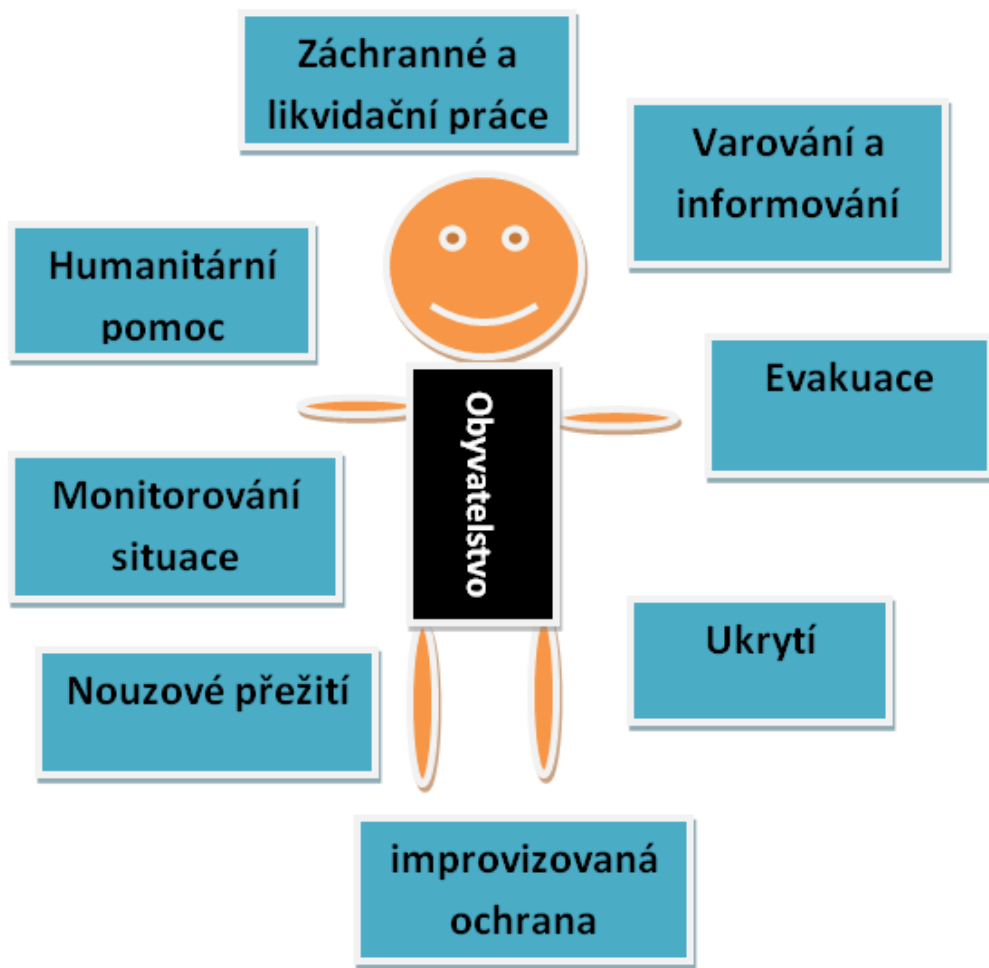 Záchranné a
likvidační práce
Varování a
informování
Humanitární
pomoc
Evakuace
Obyvatelstvo
Monitorování
situace
Ukrytí
Nouzové přežití
improvizovaná
ochrana